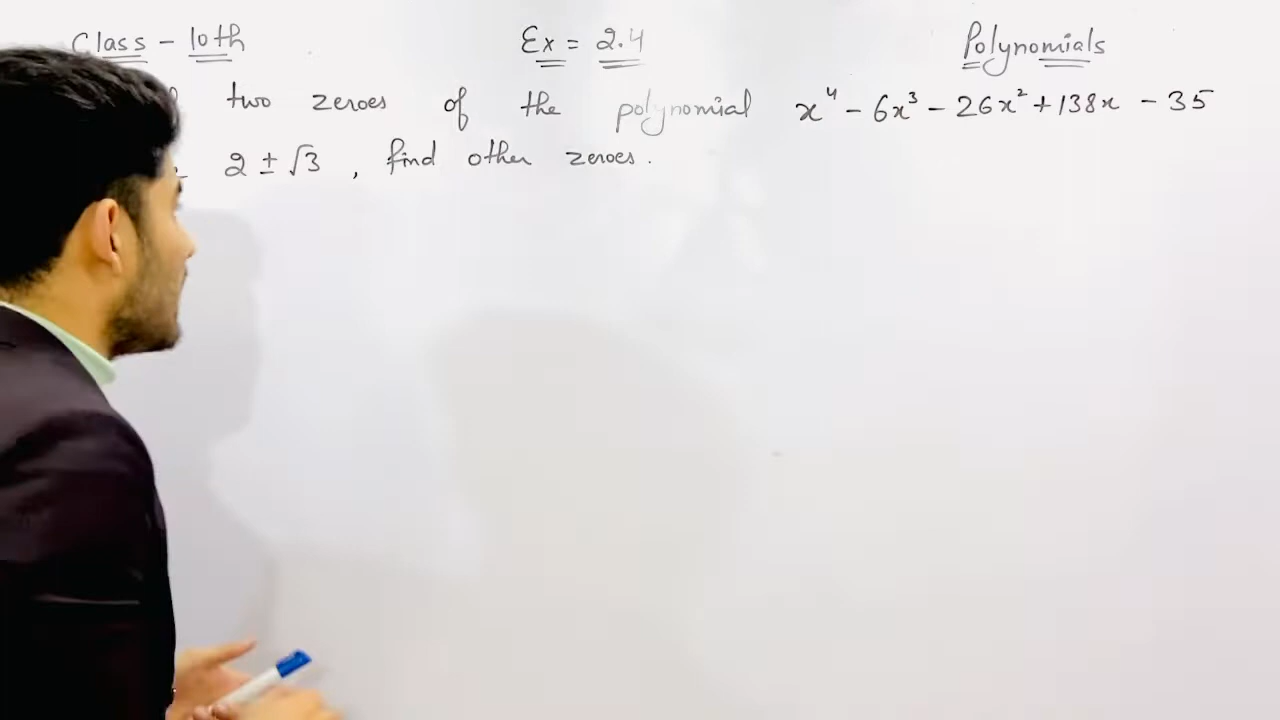 Class - 10th Ex = 2.4 Polynomials
two zeroes of the polynomial x⁴ - 6x³ - 26x² + 138x - 35
2 ± √3 , find other zeroes.